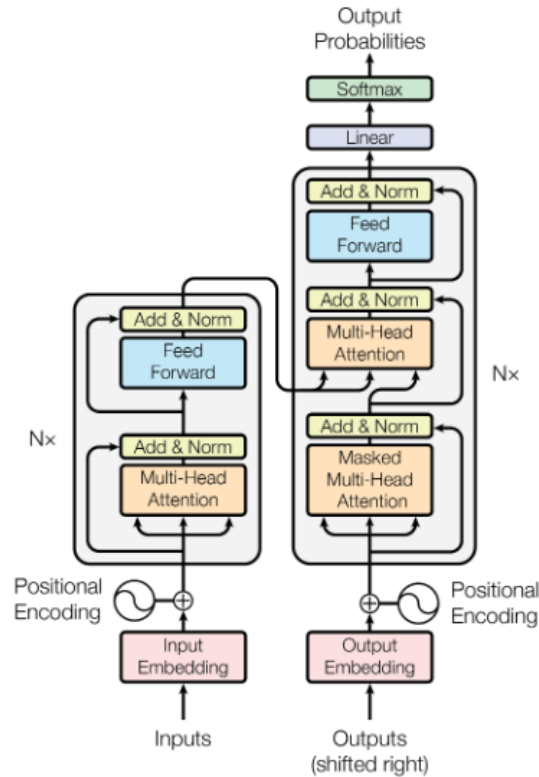 Output
Probabilities
Softmax
Linear
Add & Norm
Feed
Forward
Add & Norm
Multi-Head
Attention
Add & Norm
Masked
Multi-Head
Attention
N×
Add & Norm
Feed
Forward
Add & Norm
Multi-Head
Attention
N×
Positional
Encoding
Positional
Encoding
Input
Embedding
Output
Embedding
Inputs
Outputs
(shifted right)